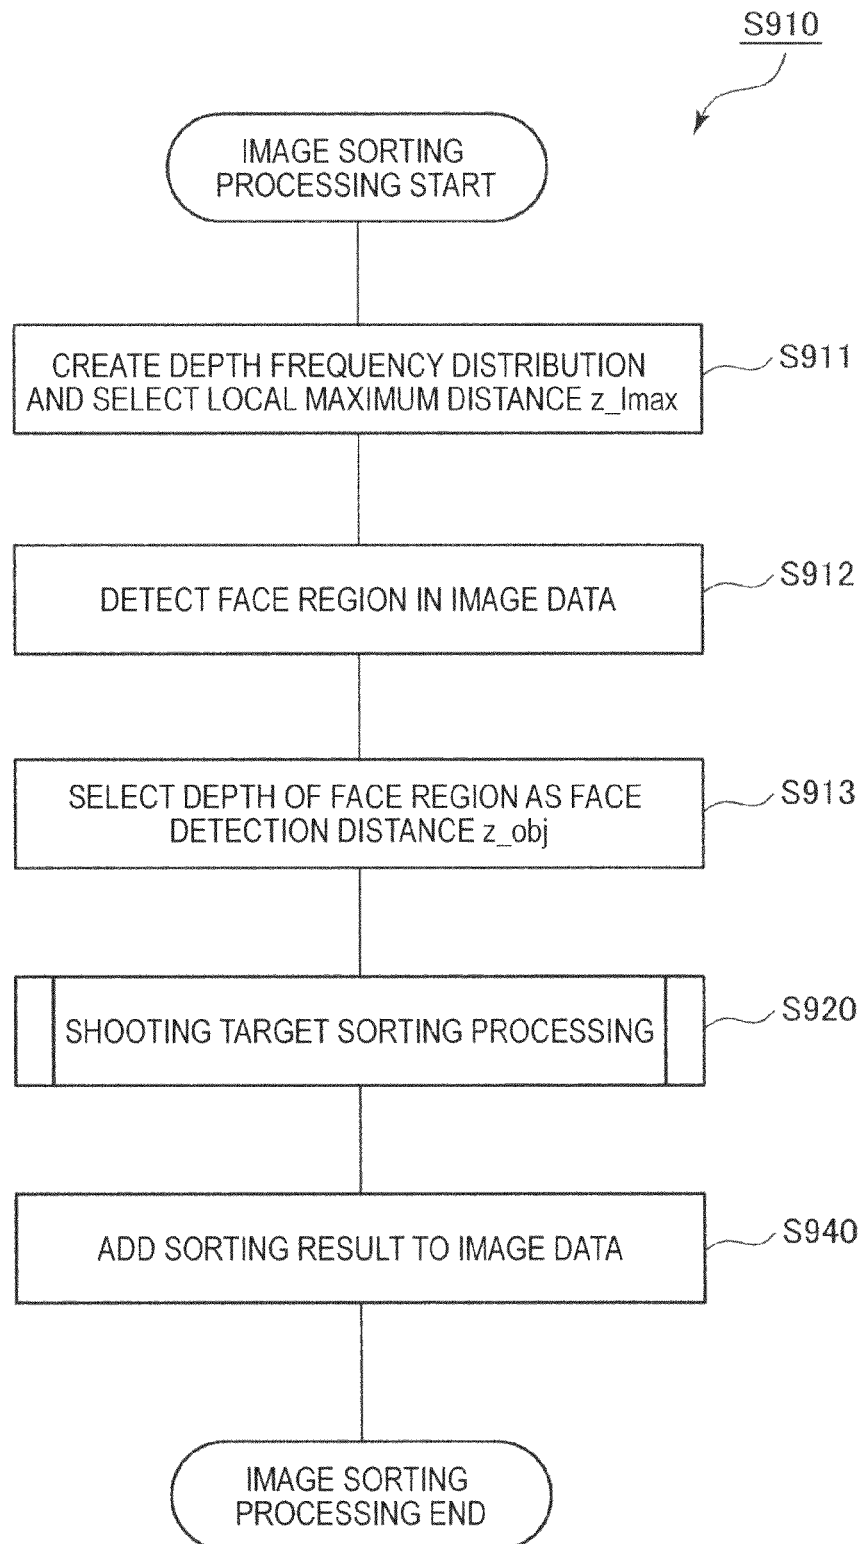 S910
IMAGE SORTING
PROCESSING START
CREATE DEPTH FREQUENCY DISTRIBUTION
AND SELECT LOCAL MAXIMUM DISTANCE z_lmax
S911
DETECT FACE REGION IN IMAGE DATA
S912
SELECT DEPTH OF FACE REGION AS FACE
DETECTION DISTANCE z_obj
S913
SHOOTING TARGET SORTING PROCESSING
S920
ADD SORTING RESULT TO IMAGE DATA
S940
IMAGE SORTING
PROCESSING END